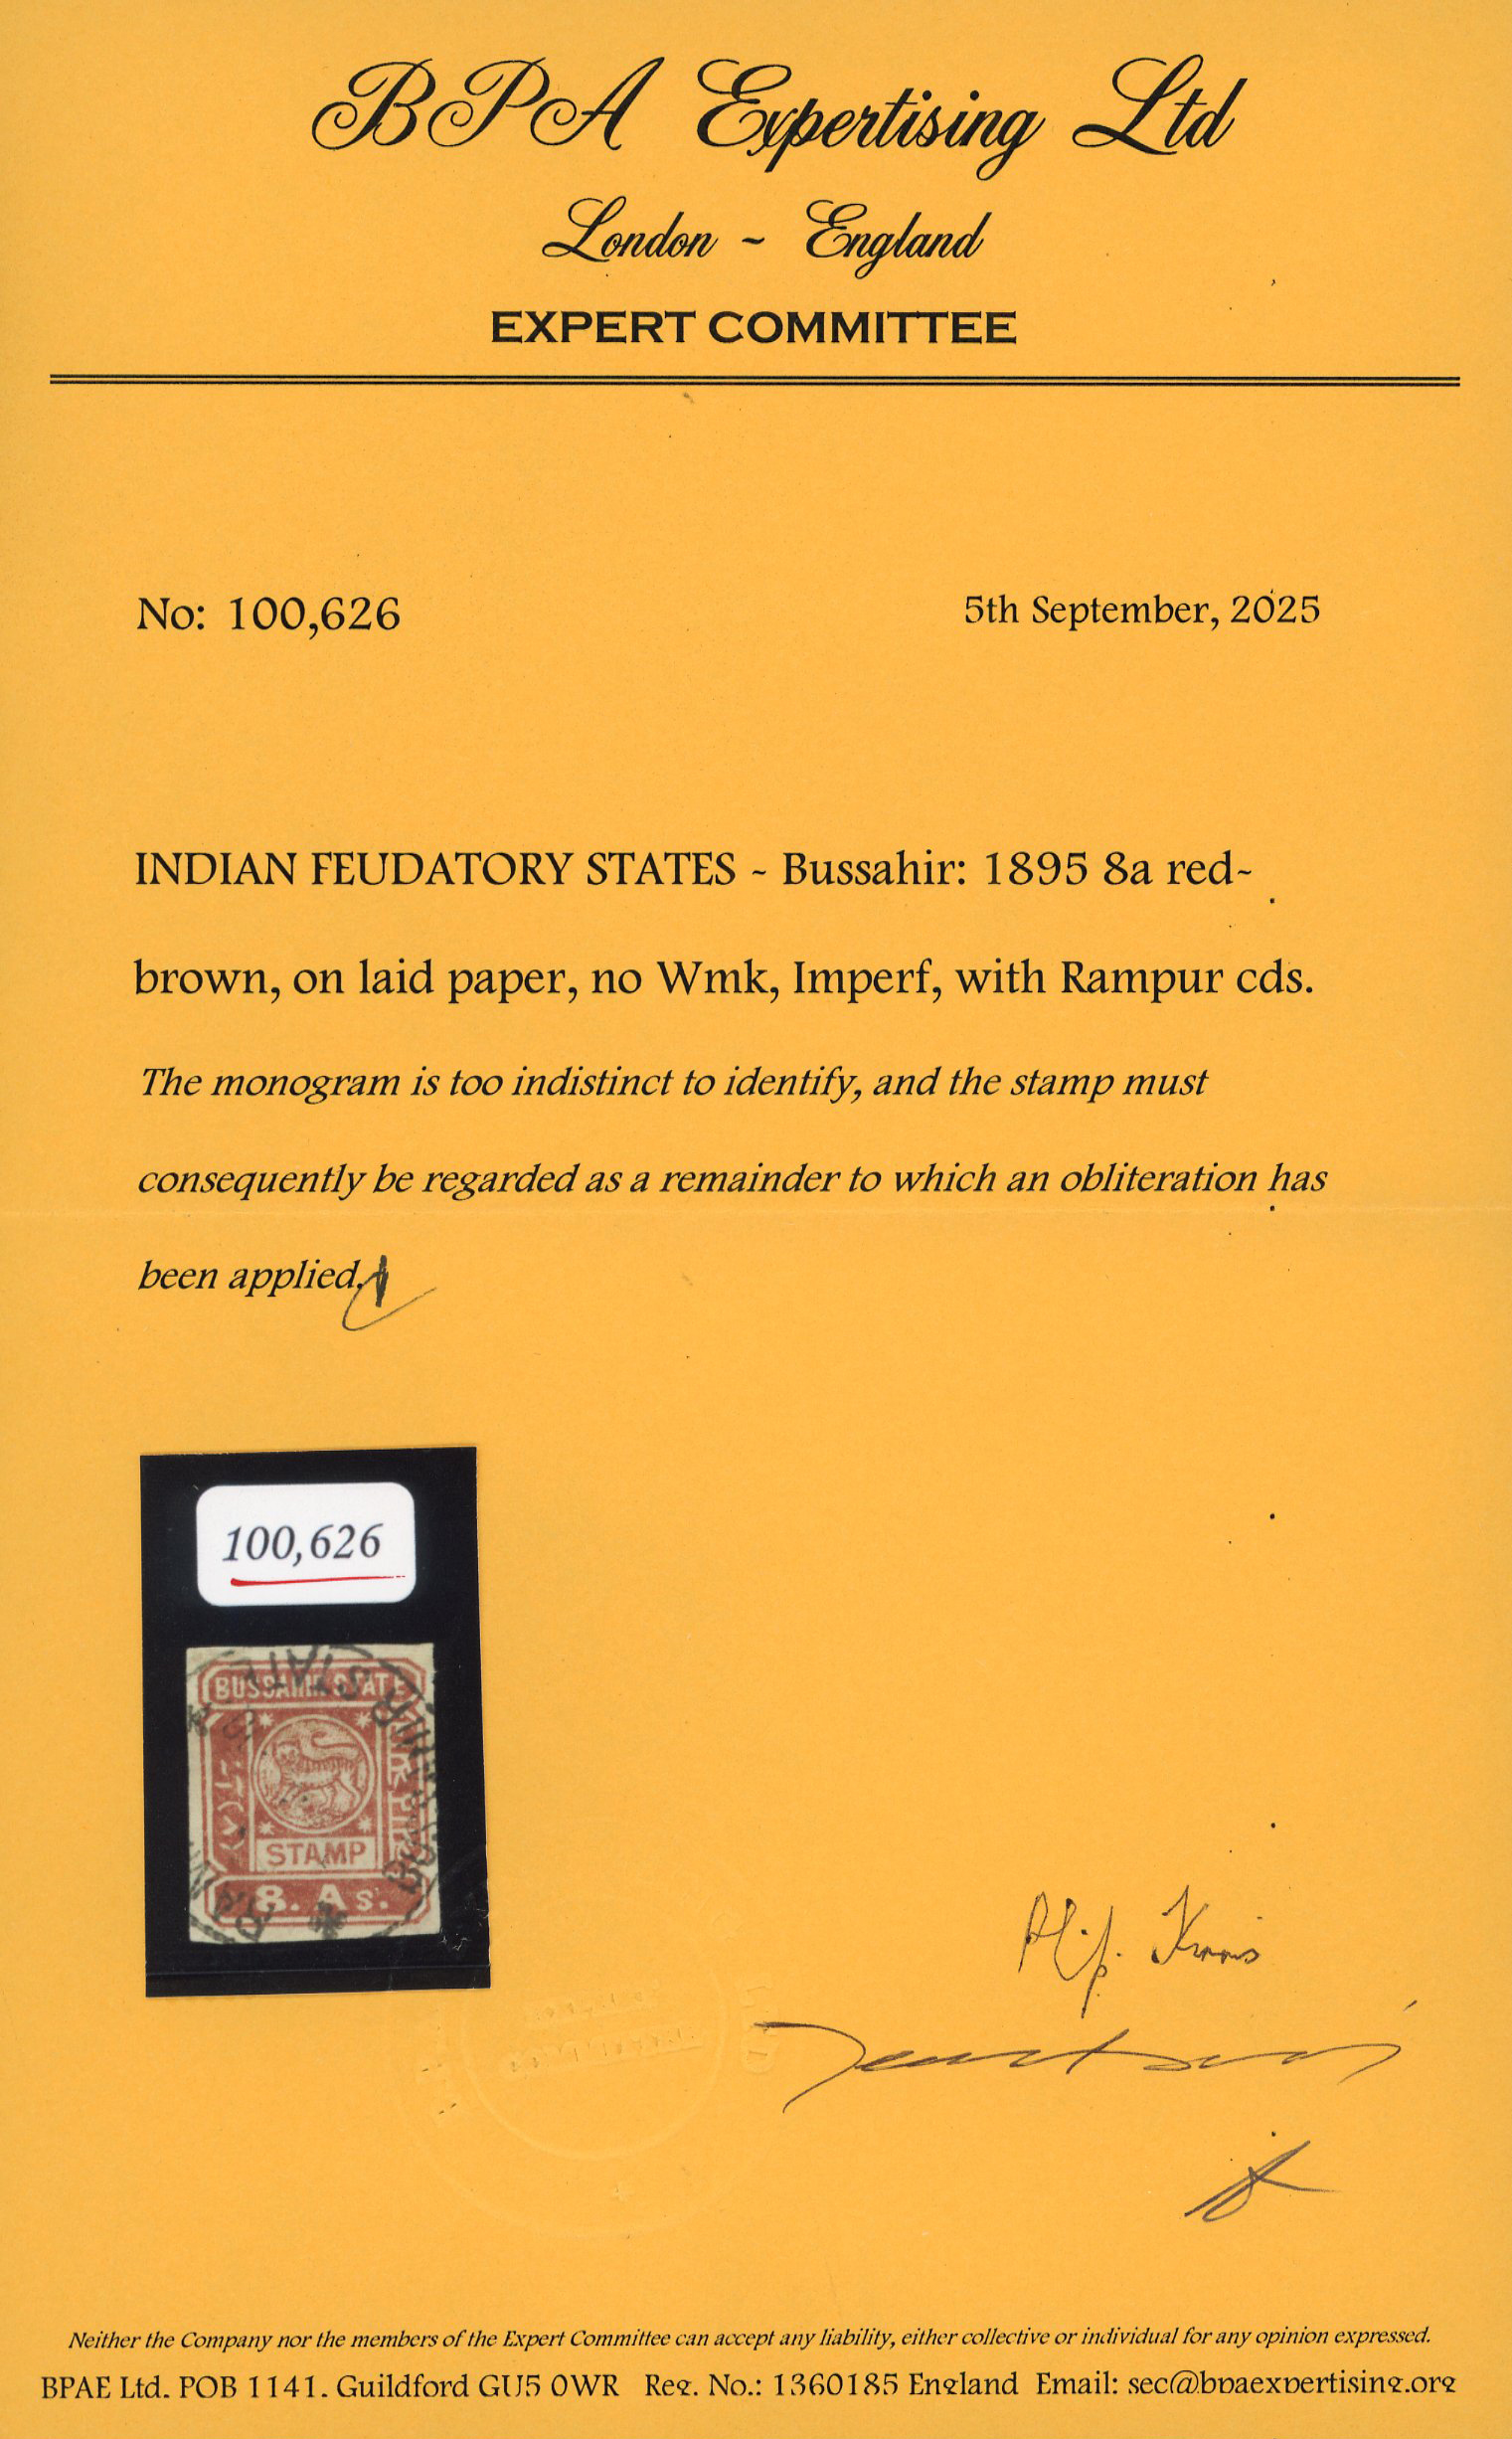 BPA Expertising Ltd
London ~ England
EXPERT COMMITTEE
No: 100,626
5th September, 2025
INDIAN FEUDATORY STATES ~ Bussahir: 1895 8a red~
brown, on laid paper, no Wmk, Imperf, with Rampur cds.
The monogram is too indistinct to identify, and the stamp must
consequently be regarded as a remainder to which an obliteration has
been applied.
100,626
BUSSAHIR STATE
STAMP
8. As.
Neither the Company nor the members of the Expert Committee can accept any liability, either collective or individual for any opinion expressed.
BPAE Ltd. POB 1141. Guildford GU5 0WR Reg. No.: 1360185 England Email: sec@bpaexpertising.org